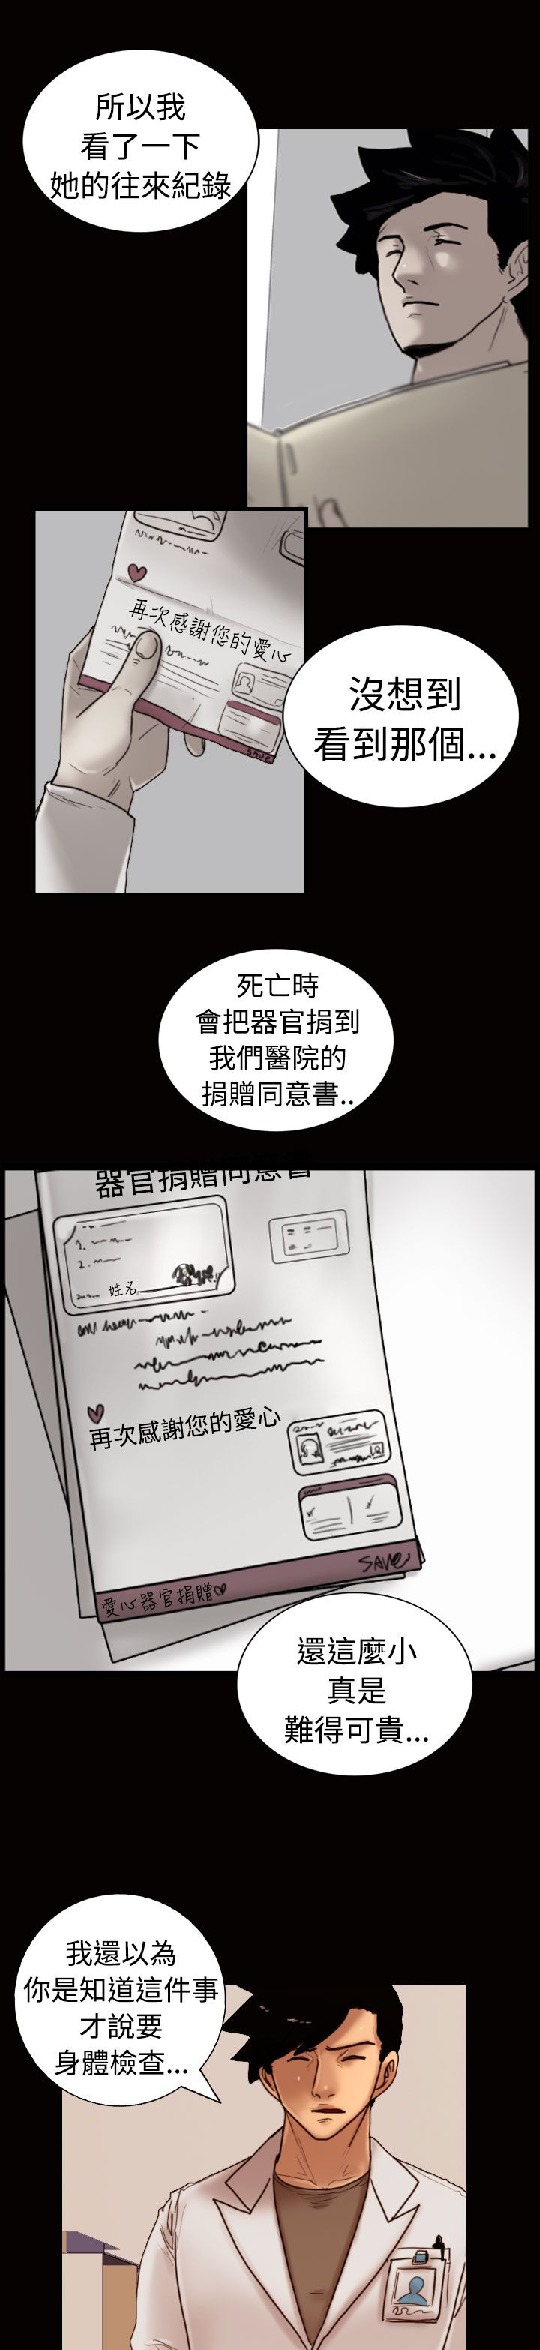 所以我
看了一下
她的往來紀錄
再次感謝您的愛心
沒想到
看到那個...
死亡時
會把器官捐到
我們醫院的
捐贈同意書..
器官捐贈同意書
1.
2.
姓名
再次感謝您的愛心
SAVe
愛心器官捐贈♡
還這麼小
真是
難得可貴...
我還以為
你是知道這件事
才說要
身體檢查...